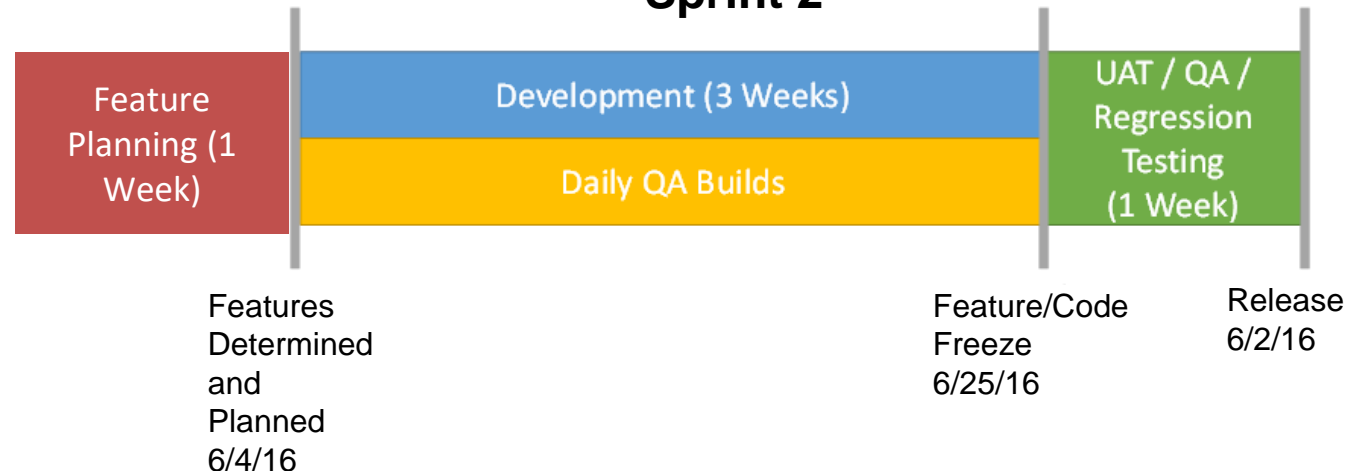 Sprint 2
Feature
Planning (1
Week)
Development (3 Weeks)
Daily QA Builds
UAT / QA /
Regression
Testing
(1 Week)
Features
Determined
and
Planned
6/4/16
Feature/Code
Freeze
6/25/16
Release
6/2/16